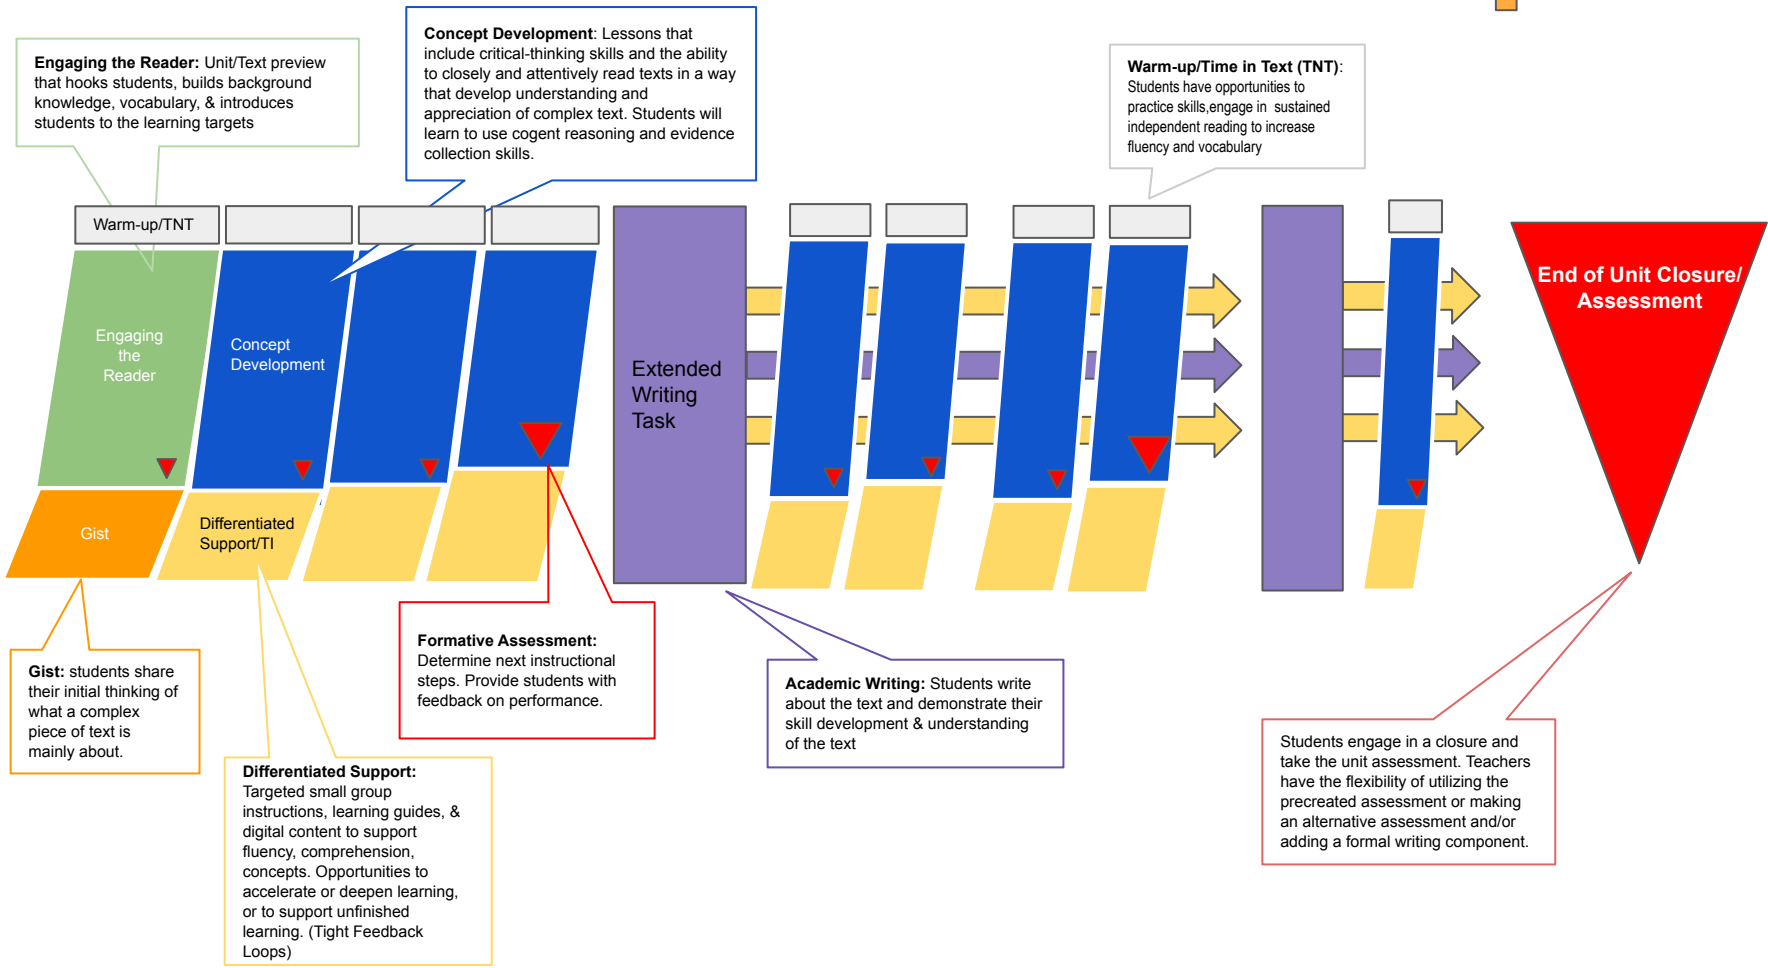 Engaging the Reader: Unit/Text preview
that hooks students, builds background
knowledge, vocabulary, & introduces
students to the learning targets
Concept Development: Lessons that
include critical-thinking skills and the ability
to closely and attentively read texts in a way
that develop understanding and
appreciation of complex text. Students will
learn to use cogent reasoning and evidence
collection skills.
Warm-up/Time in Text (TNT):
Students have opportunities to
practice skills,engage in sustained
independent reading to increase
fluency and vocabulary
Warm-up/TNT
Engaging
the
Reader
Concept
Development
Extended
Writing
Task
End of Unit Closure/
Assessment
Gist
Differentiated
Support/TI
Gist: students share
their initial thinking of
what a complex
piece of text is
mainly about.
Differentiated Support:
Targeted small group
instructions, learning guides, &
digital content to support
fluency, comprehension,
concepts. Opportunities to
accelerate or deepen learning,
or to support unfinished
learning. (Tight Feedback
Loops)
Formative Assessment:
Determine next instructional
steps. Provide students with
feedback on performance.
Academic Writing: Students write
about the text and demonstrate their
skill development & understanding
of the text
Students engage in a closure and
take the unit assessment. Teachers
have the flexibility of utilizing the
precreated assessment or making
an alternative assessment and/or
adding a formal writing component.